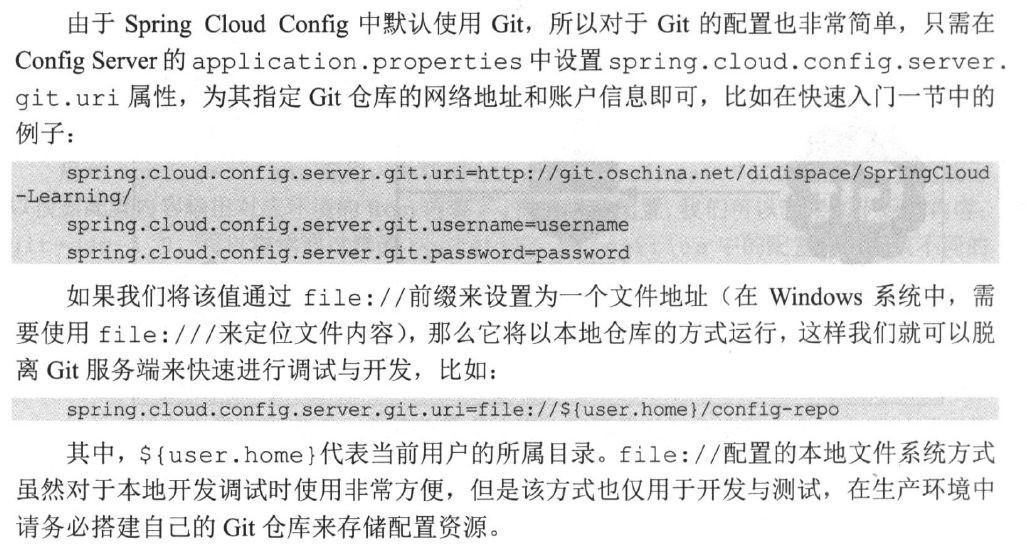 由于 Spring Cloud Config 中默认使用 Git，所以对于 Git 的配置也非常简单，只需在
Config Server 的 application.properties 中设置 spring.cloud.config.server.
git.uri 属性，为其指定 Git 仓库的网络地址和账户信息即可，比如在快速入门一节中的
例子：
spring.cloud.config.server.git.uri=http://git.oschina.net/didispace/SpringCloud
-Learning/
spring.cloud.config.server.git.username=username
spring.cloud.config.server.git.password=password
如果我们将该值通过 file://前缀来设置为一个文件地址（在 Windows 系统中，需
要使用 file:///来定位文件内容），那么它将以本地仓库的方式运行，这样我们就可以脱
离 Git 服务端来快速进行调试与开发，比如：
spring.cloud.config.server.git.uri=file://${user.home}/config-repo
其中，${user.home}代表当前用户的所属目录。file://配置的本地文件系统方式
虽然对于本地开发调试时使用非常方便，但是该方式也仅用于开发与测试，在生产环境中
请务必搭建自己的 Git 仓库来存储配置资源。